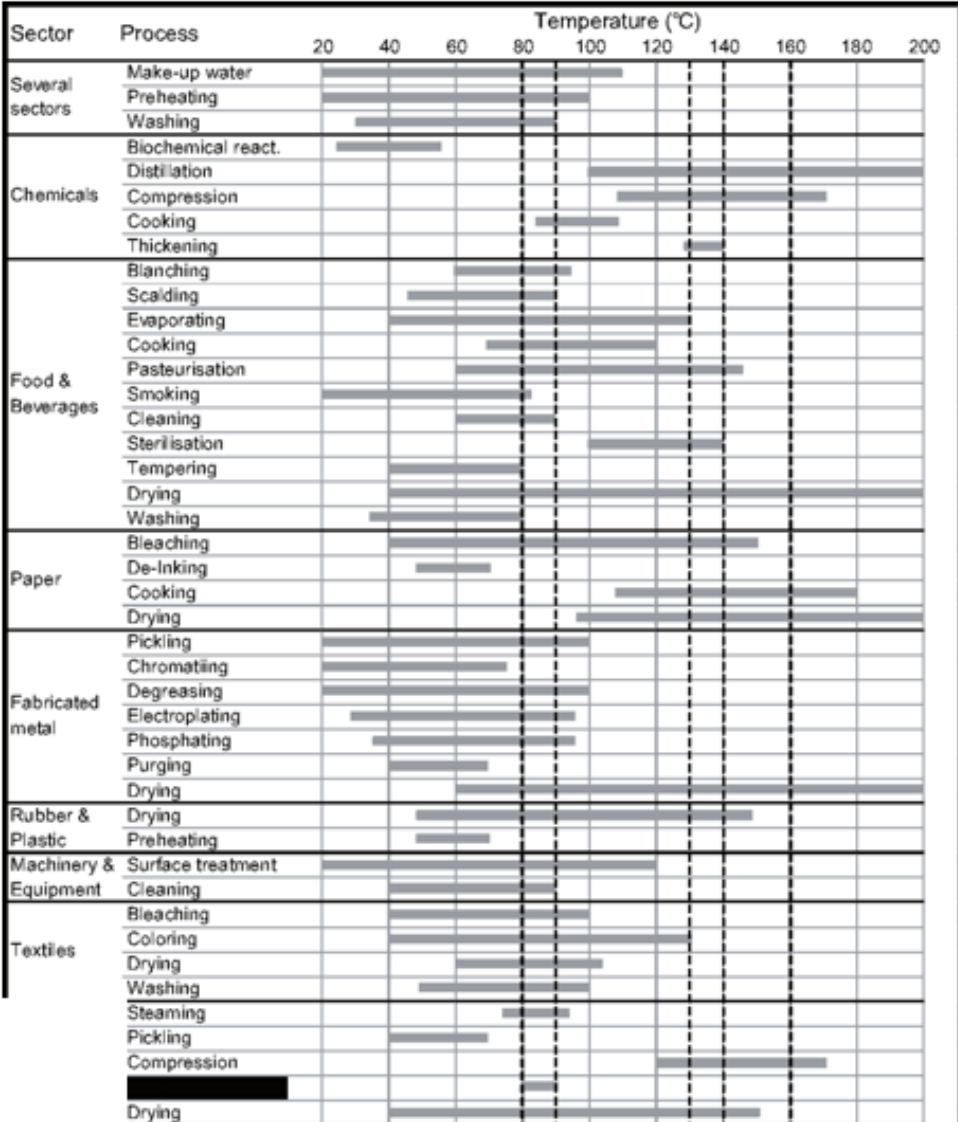 Sector Process Temperature (°C)
20 40 60 80 100 120 140 160 180 200
Several sectors
Make-up water
Preheating
Washing
Chemicals
Biochemical react.
Distillation
Compression
Cooking
Thickening
Food & Beverages
Blanching
Scalding
Evaporating
Cooking
Pasteurisation
Smoking
Cleaning
Sterilisation
Tempering
Drying
Washing
Paper
Bleaching
De-Inking
Cooking
Drying
Fabricated metal
Pickling
Chromatiing
Degreasing
Electroplating
Phosphating
Purging
Drying
Rubber & Plastic
Drying
Preheating
Machinery & Equipment
Surface treatment
Cleaning
Textiles
Bleaching
Coloring
Drying
Washing
Steaming
Pickling
Compression
Drying